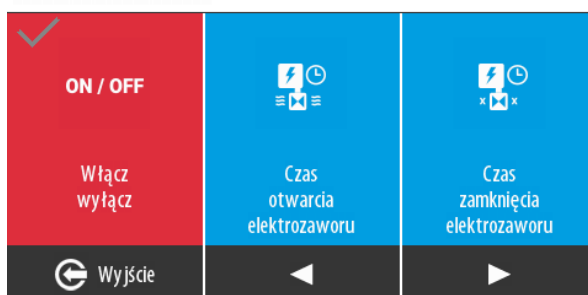 ON / OFF
Włącz
wyłącz
Czas
otwarcia
elektrozaworu
Czas
zamknięcia
elektrozaworu
Wyjście